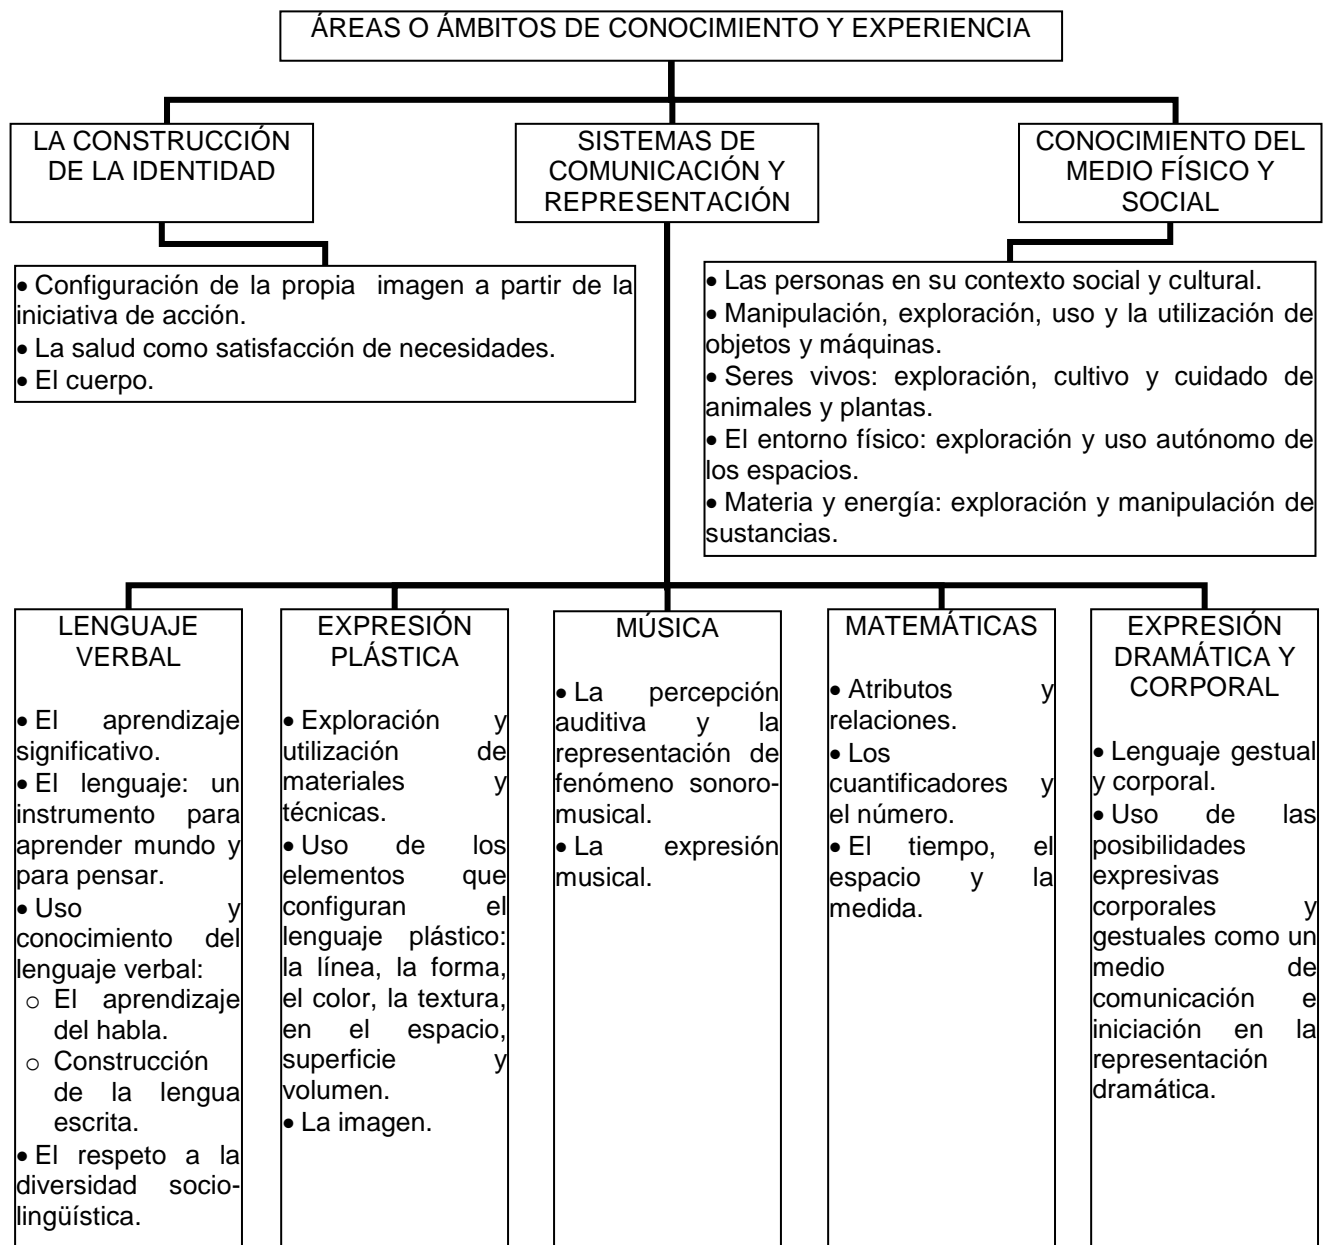 ÁREAS O ÁMBITOS DE CONOCIMIENTO Y EXPERIENCIA
LA CONSTRUCCIÓN
DE LA IDENTIDAD
SISTEMAS DE
COMUNICACIÓN Y
REPRESENTACIÓN
CONOCIMIENTO DEL
MEDIO FÍSICO Y
SOCIAL
• Configuración de la propia imagen a partir de la
iniciativa de acción.
• La salud como satisfacción de necesidades.
• El cuerpo.
• Las personas en su contexto social y cultural.
• Manipulación, exploración, uso y la utilización de
objetos y máquinas.
• Seres vivos: exploración, cultivo y cuidado de
animales y plantas.
• El entorno físico: exploración y uso autónomo de
los espacios.
• Materia y energía: exploración y manipulación de
sustancias.
LENGUAJE
VERBAL
• El aprendizaje
significativo.
• El lenguaje: un
instrumento para
aprender mundo y
para pensar.
• Uso y
conocimiento del
lenguaje verbal:
o El aprendizaje
del habla.
o Construcción
de la lengua
escrita.
• El respeto a la
diversidad socio-
lingüística.
EXPRESIÓN
PLÁSTICA
• Exploración y
utilización de
materiales y
técnicas.
• Uso de los
elementos que
configuran el
lenguaje plástico:
la línea, la forma,
el color, la textura,
en el espacio,
superficie y
volumen.
• La imagen.
MÚSICA
• La percepción
auditiva y la
representación de
fenómeno sonoro-
musical.
• La expresión
musical.
MATEMÁTICAS
• Atributos y
relaciones.
• Los
cuantificadores y
el número.
• El tiempo, el
espacio y la
medida.
EXPRESIÓN
DRAMÁTICA Y
CORPORAL
• Lenguaje gestual
y corporal.
• Uso de las
posibilidades
expresivas
corporales y
gestuales como un
medio de
comunicación e
iniciación en la
representación
dramática.